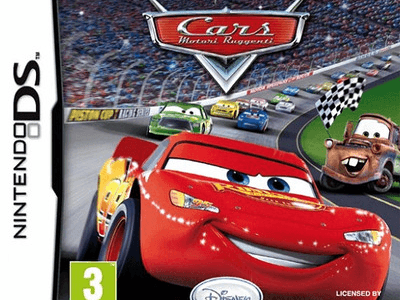 Cars
Motori Ruggenti
NINTENDO DS
PISTON CUP
DISNEY
3
LICENSED BY